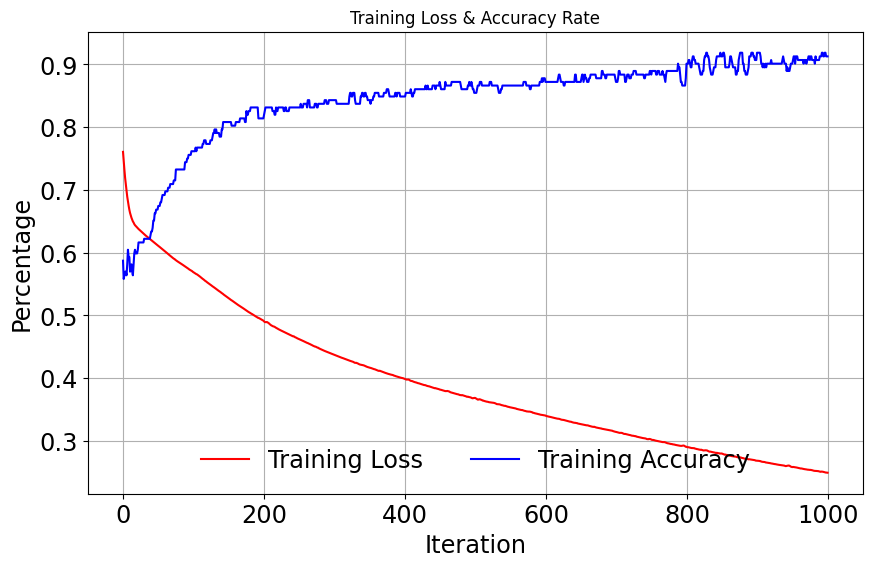 Training Loss & Accuracy Rate
Percentage
0.9
0.8
0.7
0.6
0.5
0.4
0.3
Training Loss
Training Accuracy
0
200
400
600
800
1000
Iteration